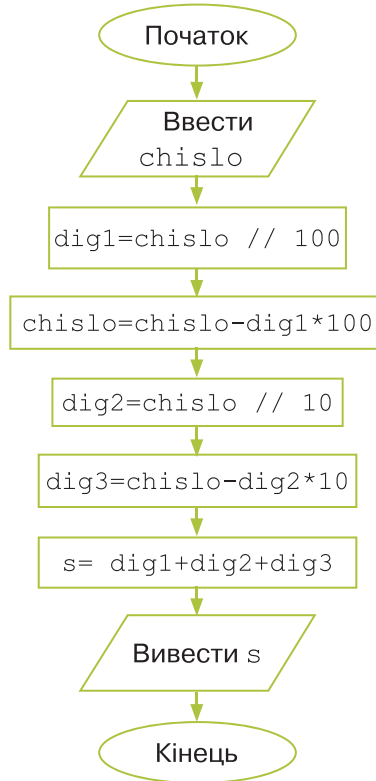 Початок
Ввести
chislo
dig1=chislo // 100
chislo=chislo-dig1*100
dig2=chislo // 10
dig3=chislo-dig2*10
s= dig1+dig2+dig3
Вивести s
Кінець